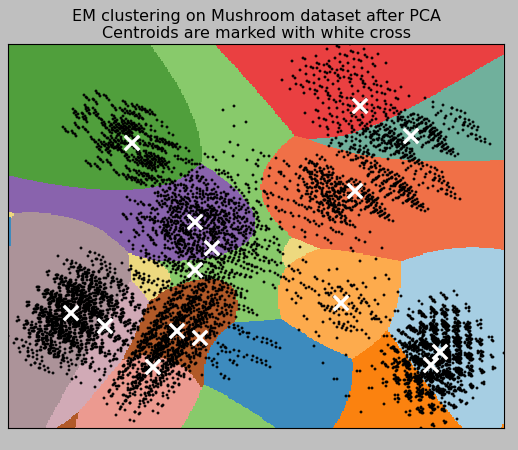 EM clustering on Mushroom dataset after PCA
Centroids are marked with white cross